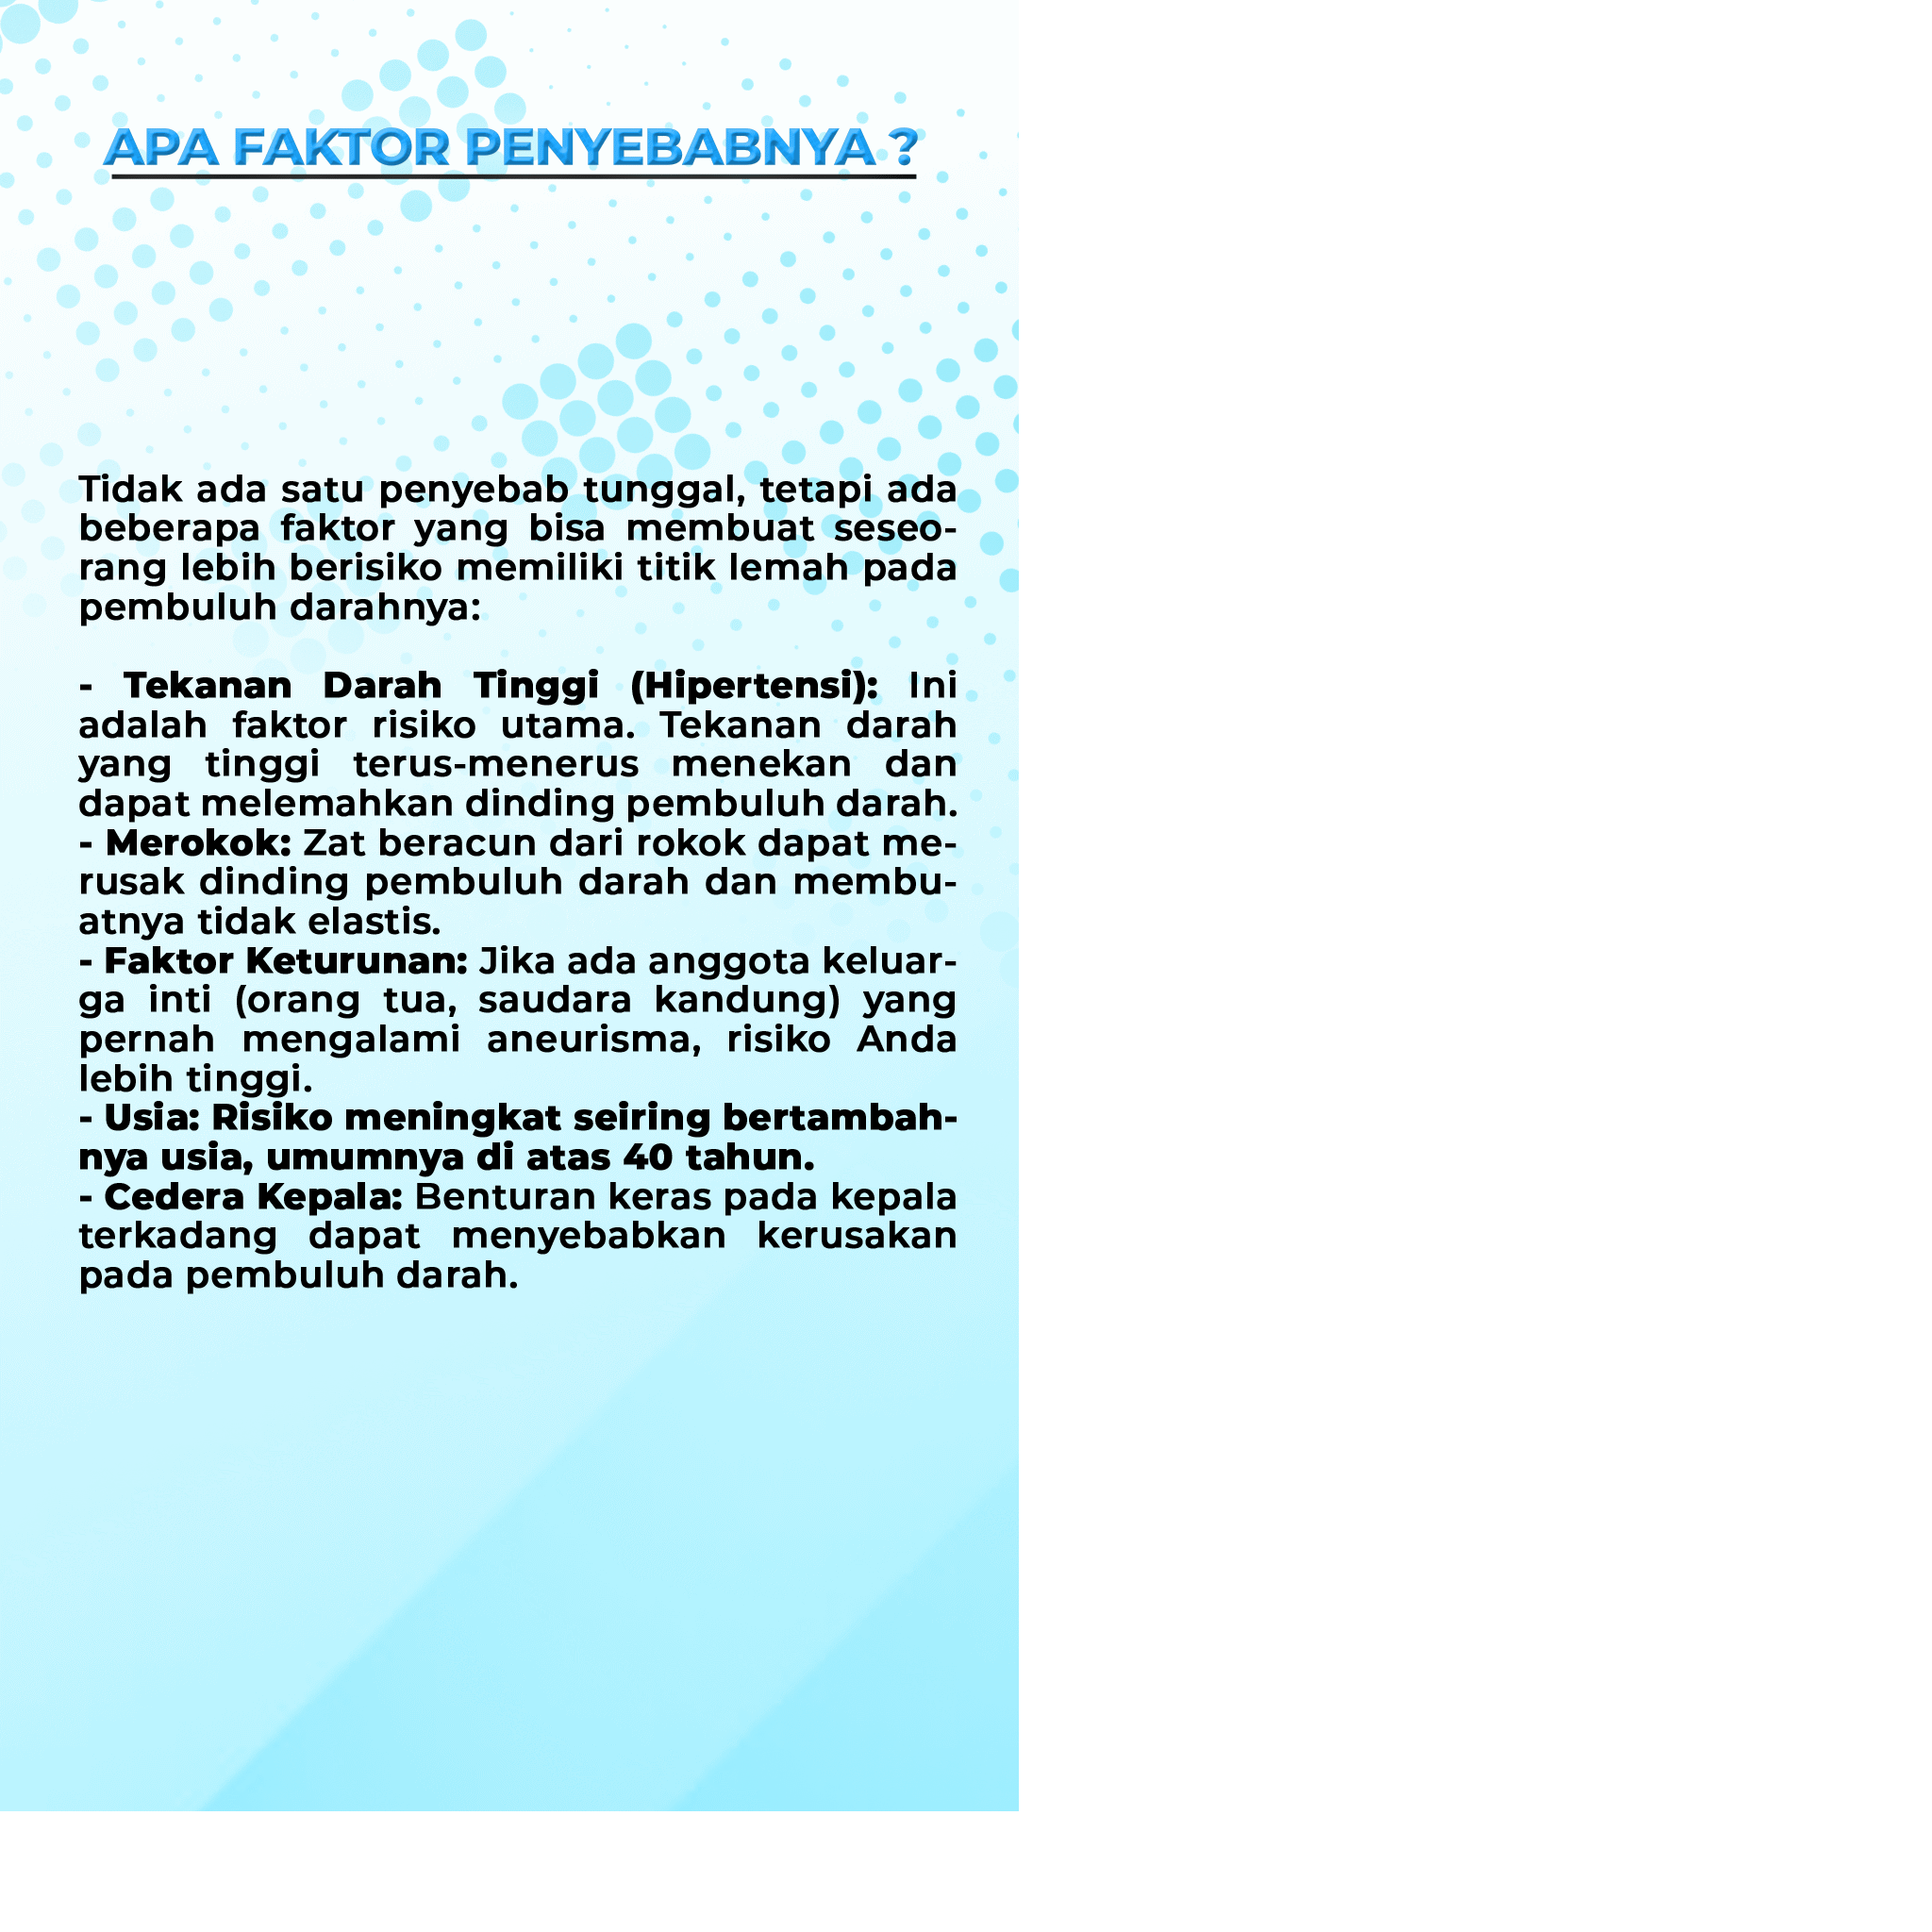 APA FAKTOR PENYEBABNYA ?
Tidak ada satu penyebab tunggal, tetapi ada
beberapa faktor yang bisa membuat seseo-
rang lebih berisiko memiliki titik lemah pada
pembuluh darahnya:
- Tekanan Darah Tinggi (Hipertensi): Ini
adalah faktor risiko utama. Tekanan darah
yang tinggi terus-menerus menekan dan
dapat melemahkan dinding pembuluh darah.
- Merokok: Zat beracun dari rokok dapat me-
rusak dinding pembuluh darah dan membu-
atnya tidak elastis.
- Faktor Keturunan: Jika ada anggota keluar-
ga inti (orang tua, saudara kandung) yang
pernah mengalami aneurisma, risiko Anda
lebih tinggi.
- Usia: Risiko meningkat seiring bertambah-
nya usia, umumnya di atas 40 tahun.
- Cedera Kepala: Benturan keras pada kepala
terkadang dapat menyebabkan kerusakan
pada pembuluh darah.